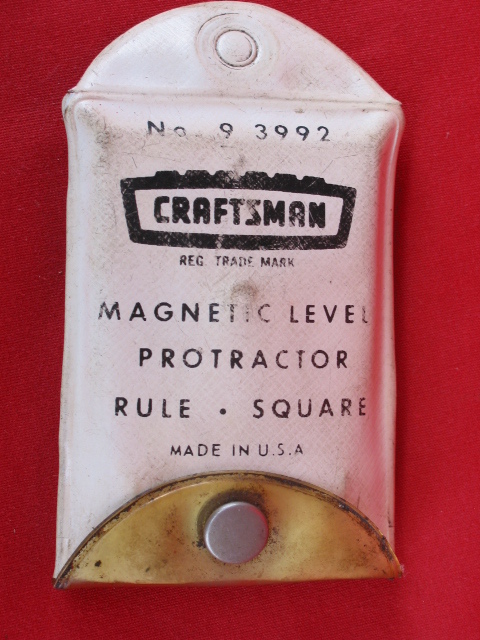 No. 9 3992
CRAFTSMAN
REG. TRADE MARK
MAGNETIC LEVEL
PROTRACTOR
RULE • SQUARE
MADE IN U.S.A